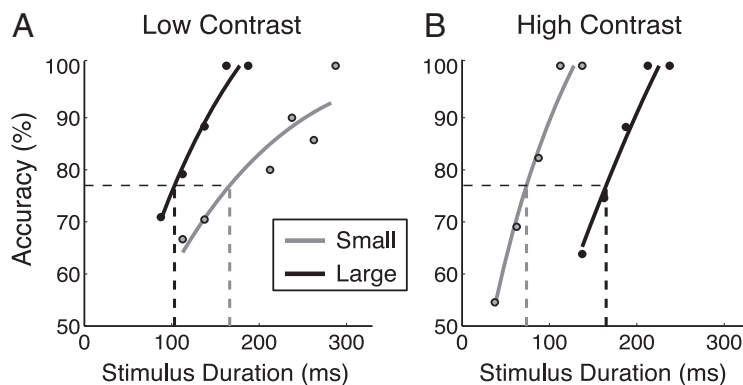 A Low Contrast
B High Contrast
Accuracy (%)
100
90
80
70
60
50
0 100 200 300
Stimulus Duration (ms)
Small
Large
100
90
80
70
60
50
0 100 200 300
Stimulus Duration (ms)